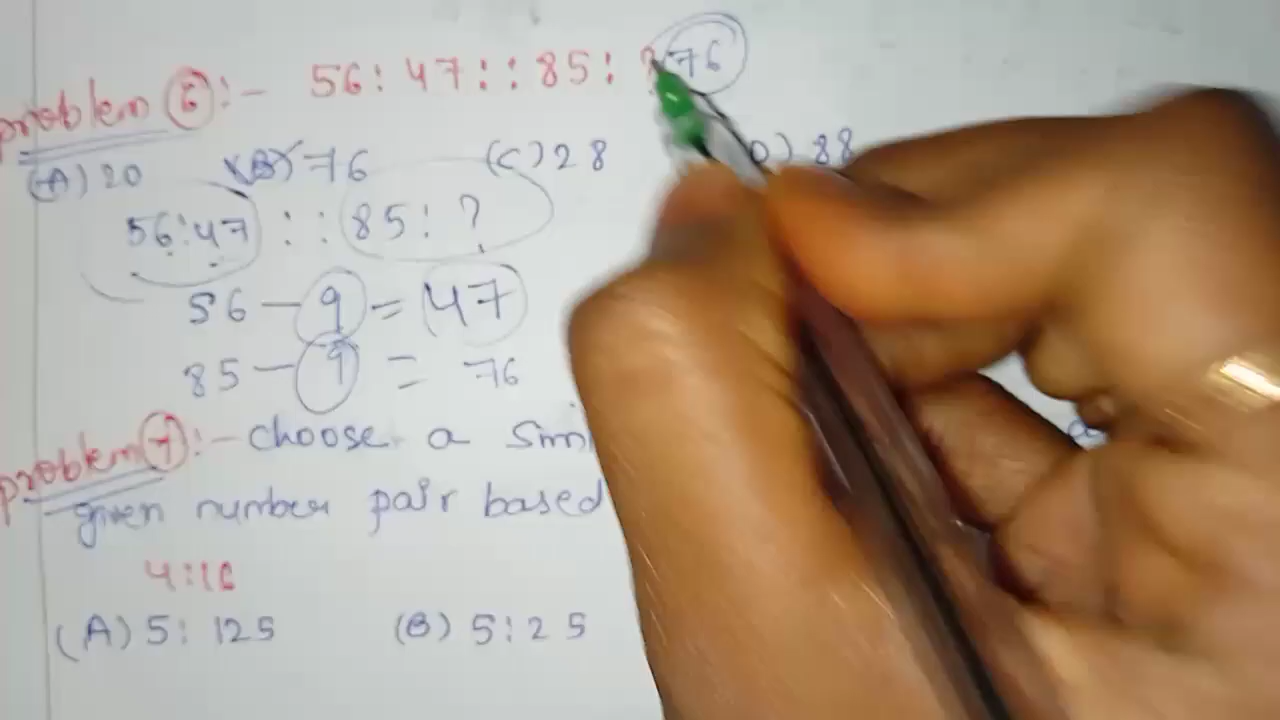 problem 6 :- 56 : 47 : : 85 : ? 76
(A) 20 (B) 76 (C) 28 D) 88
56 : 47 : : 85 : ?
56 - 9 = 47
85 - 9 = 76
problem 7 :- choose a
given number pair based
4 : 16
(A) 5 : 125 (B) 5 : 25